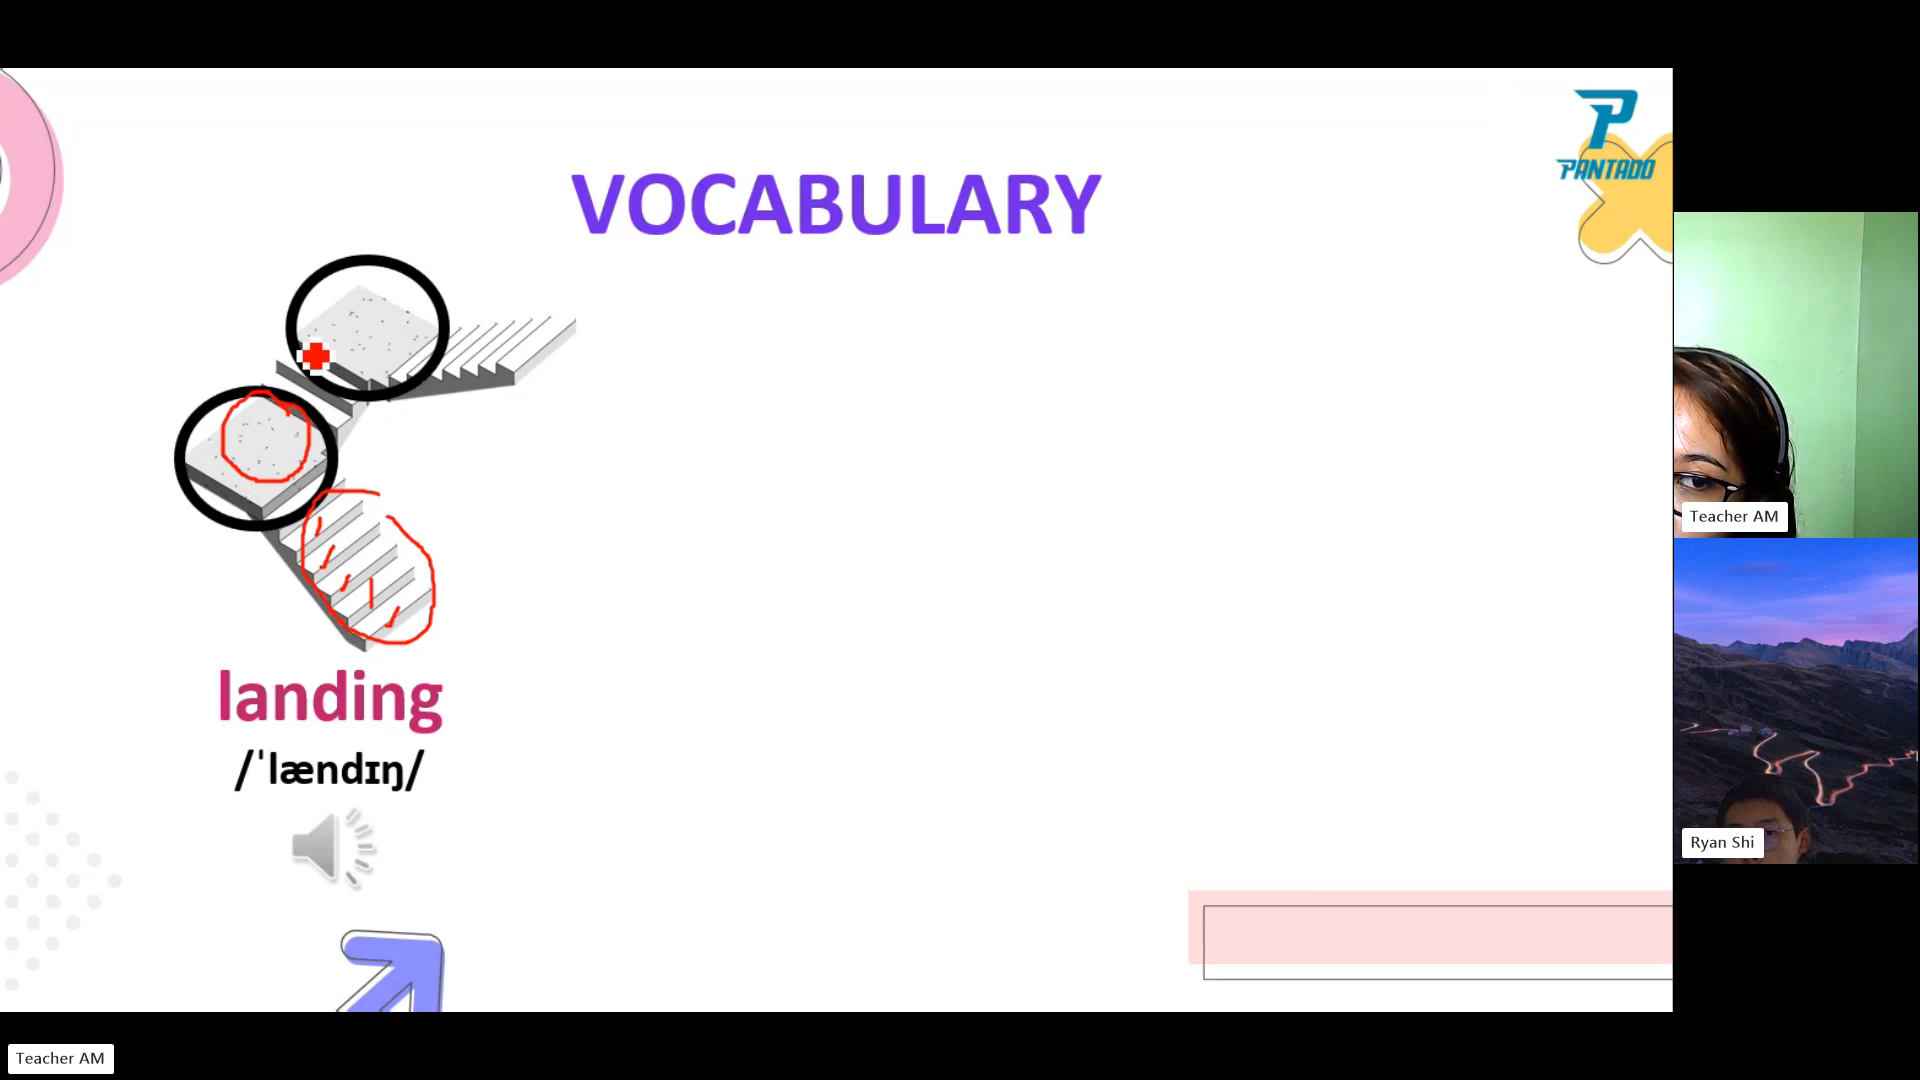 PANTADO
VOCABULARY
landing
/ˈlændɪŋ/
Teacher AM
Ryan Shi
Teacher AM